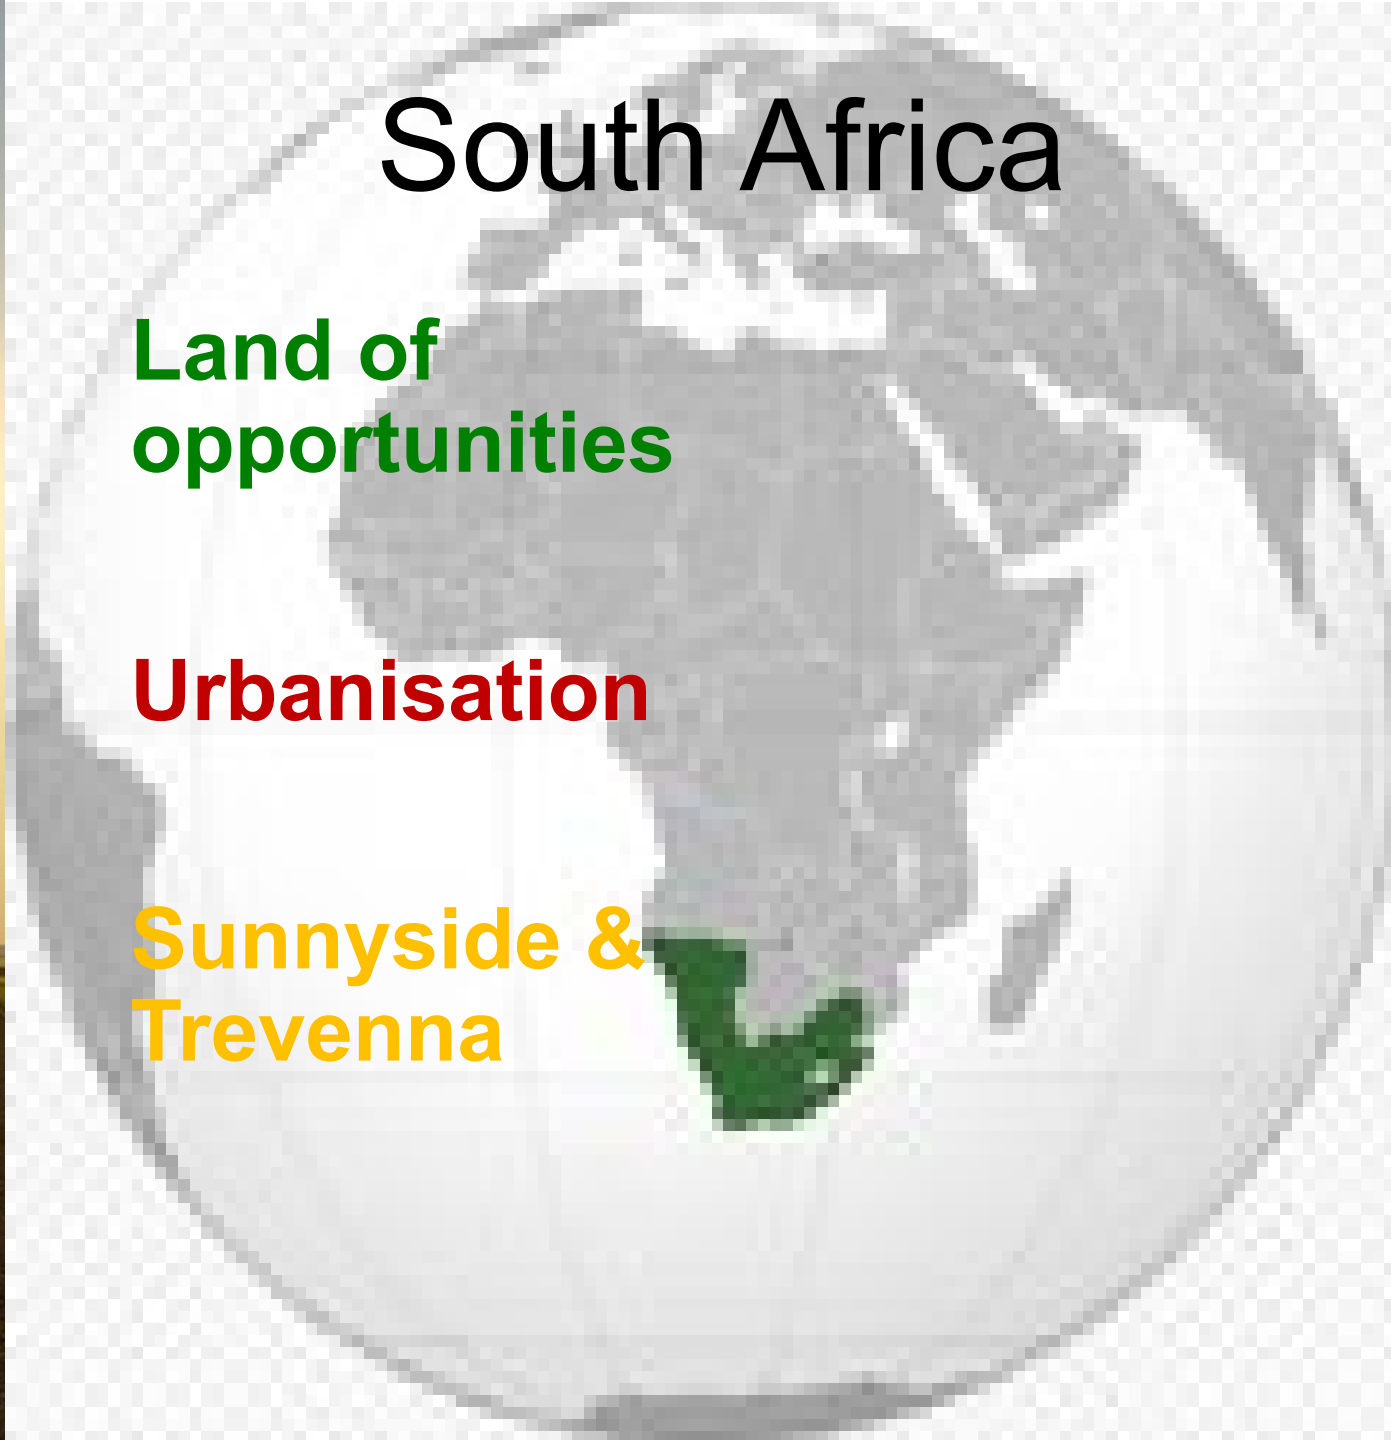 South Africa
Land of
opportunities
Urbanisation
Sunnyside &
Trevenna